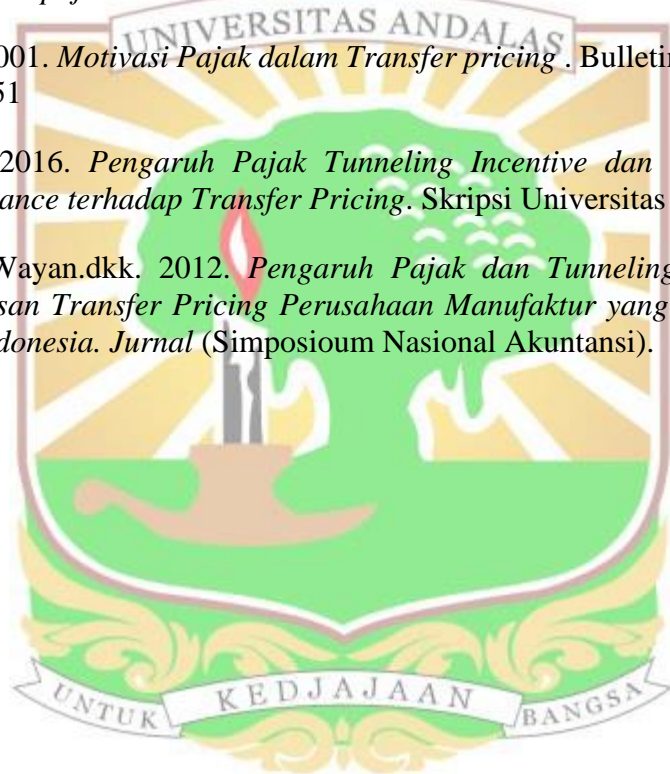 UNIVERSITAS ANDALAS
001. Motivasi Pajak dalam Transfer pricing . Bulletin
51
2016. Pengaruh Pajak Tunneling Incentive dan
ance terhadap Transfer Pricing. Skripsi Universitas
Wayan.dkk. 2012. Pengaruh Pajak dan Tunneling
san Transfer Pricing Perusahaan Manufaktur yang
donesia. Jurnal (Simposioum Nasional Akuntansi).
UNTUK KEDJAJAAN BANGSA